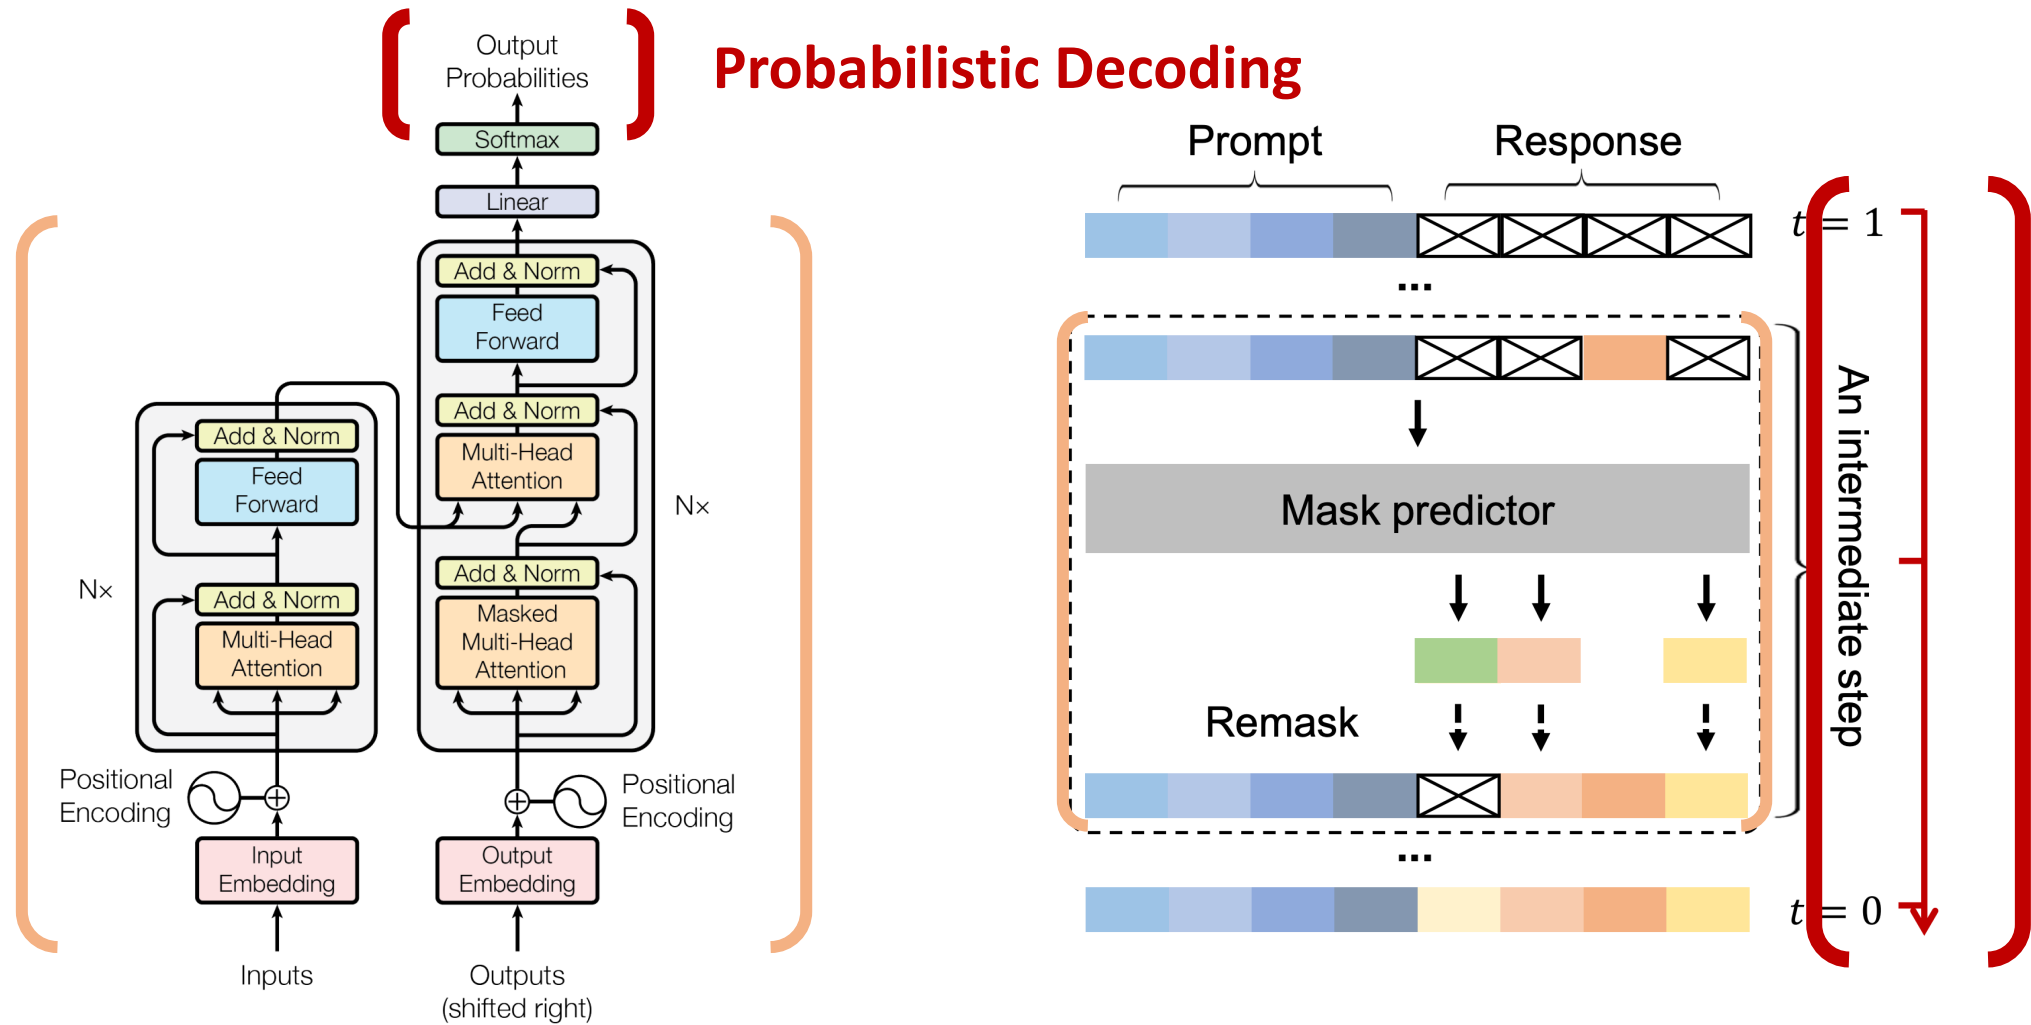 Output
Probabilities
Probabilistic Decoding
Softmax
Linear
Add & Norm
Feed
Forward
Add & Norm
Multi-Head
Attention
Nx
Add & Norm
Masked
Multi-Head
Attention
Add & Norm
Feed
Forward
Nx
Add & Norm
Multi-Head
Attention
Positional
Encoding
Positional
Encoding
Input
Embedding
Output
Embedding
Inputs
Outputs
(shifted right)
Prompt
Response
t = 1
...
Mask predictor
An intermediate step
Remask
...
t = 0